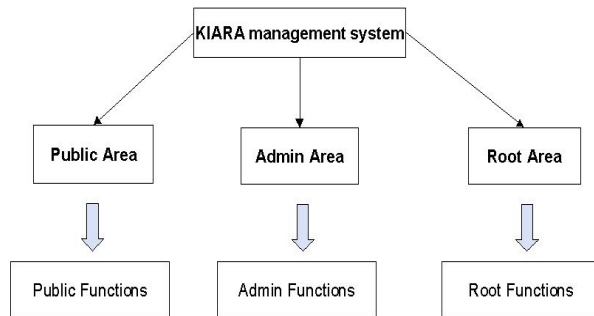 KIARA management system
Public Area
Admin Area
Root Area
Public Functions
Admin Functions
Root Functions